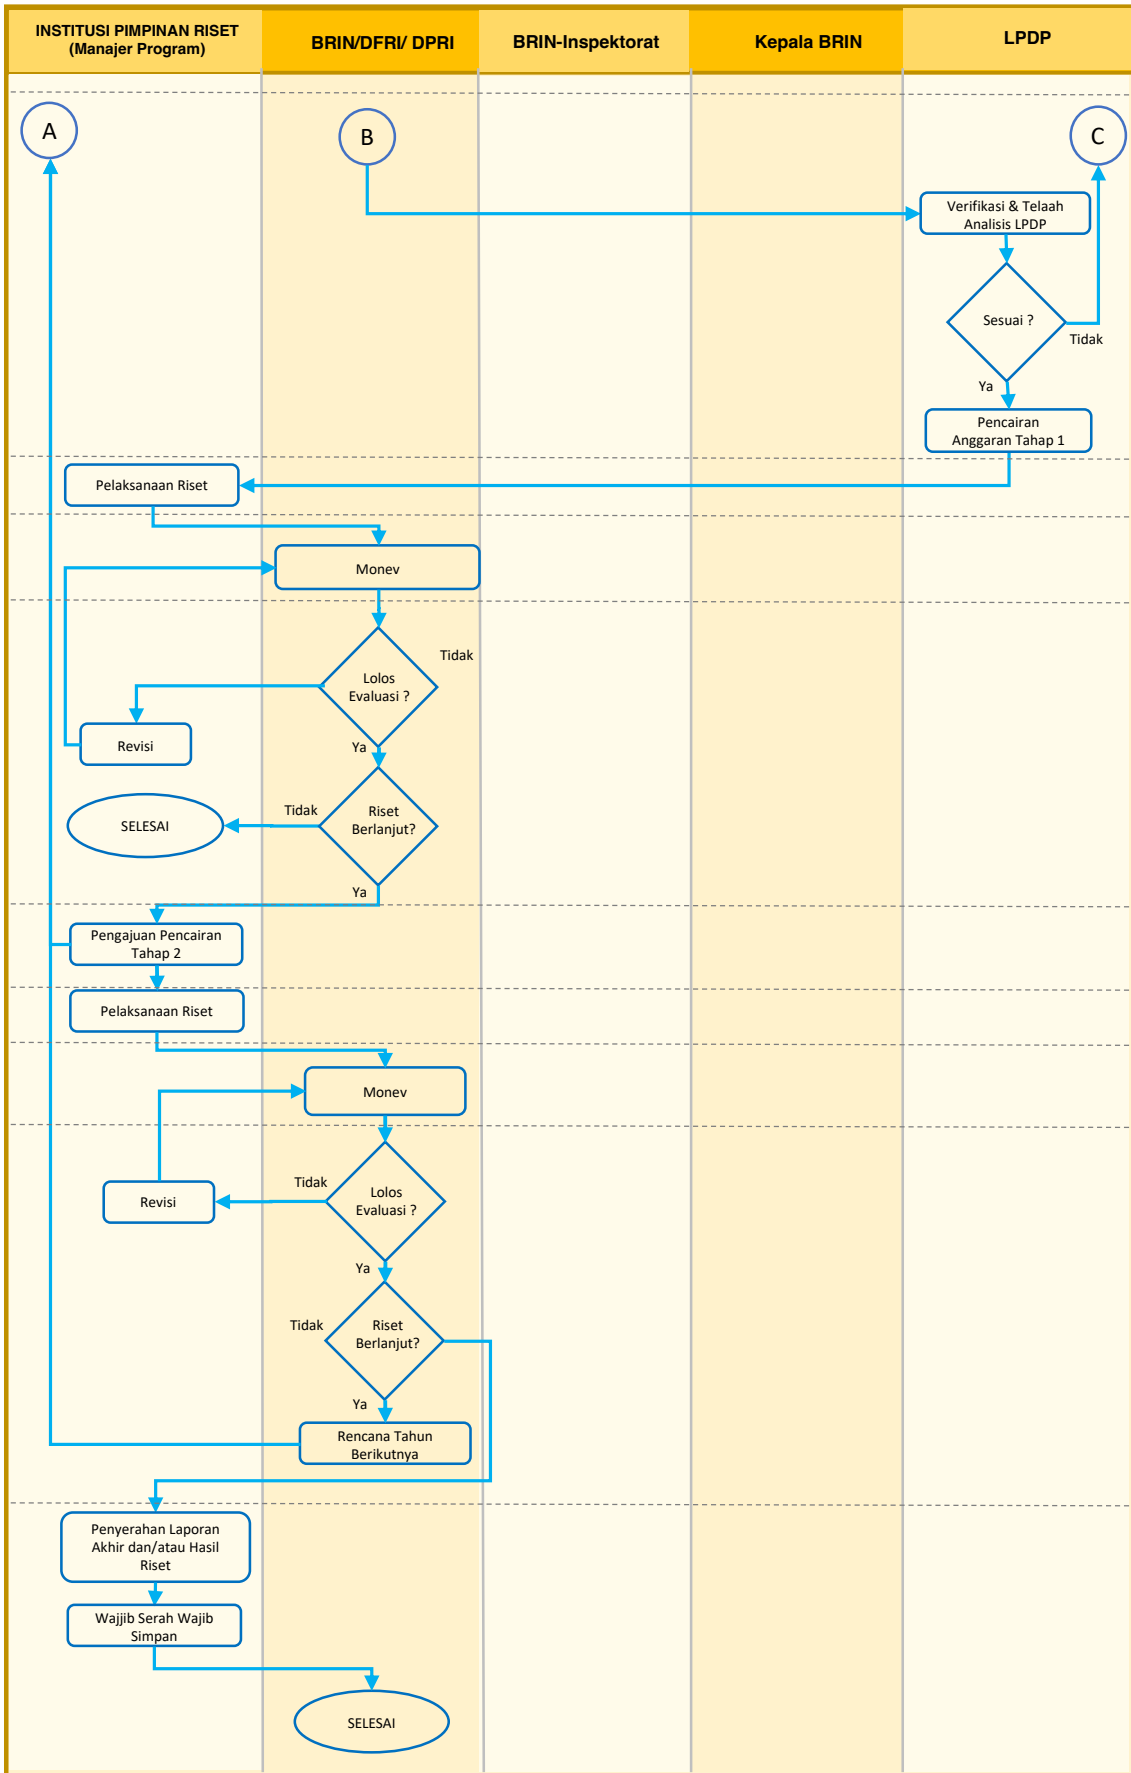 INSTITUSI PIMPINAN RISET
(Manajer Program)
BRIN/DFRI/ DPRI
BRIN-Inspektorat
Kepala BRIN
LPDP
A
B
C
Verifikasi & Telaah
Analisis LPDP
Sesuai ?
Tidak
Ya
Pencairan
Anggaran Tahap 1
Pelaksanaan Riset
Monev
Tidak
Lolos
Evaluasi ?
Revisi
Ya
Tidak
Riset
Berlanjut?
SELESAI
Ya
Pengajuan Pencairan
Tahap 2
Pelaksanaan Riset
Monev
Tidak
Lolos
Evaluasi ?
Revisi
Ya
Tidak
Riset
Berlanjut?
Ya
Rencana Tahun
Berikutnya
Penyerahan Laporan
Akhir dan/atau Hasil
Riset
Wajjib Serah Wajib
Simpan
SELESAI